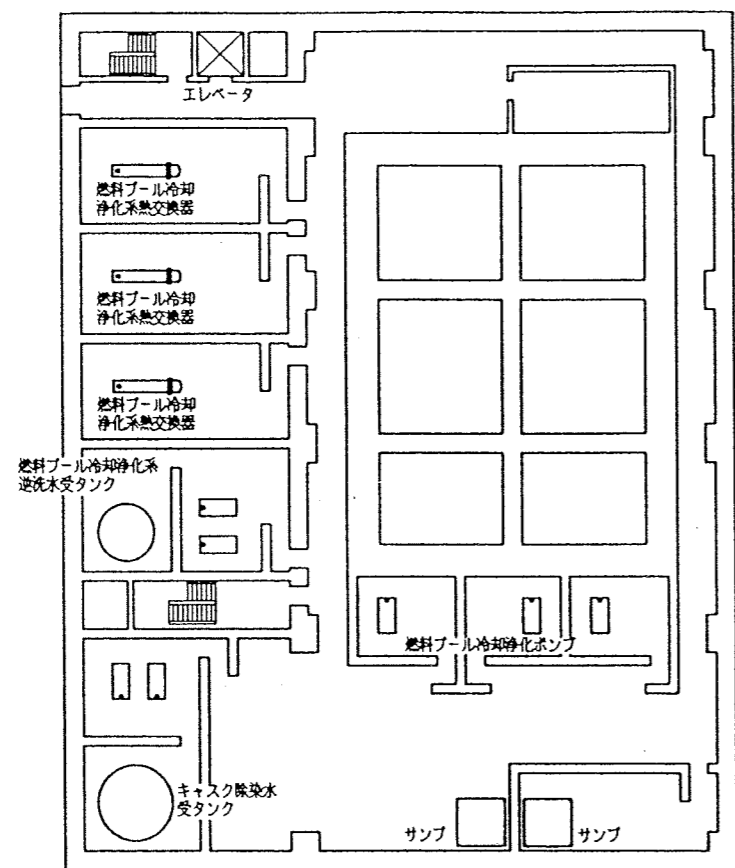 エレベータ
燃料プール冷却
浄化系熱交換器
燃料プール冷却
浄化系熱交換器
燃料プール冷却
浄化系熱交換器
燃料プール冷却浄化系
逆洗水受タンク
燃料プール冷却浄化ポンプ
キャスク除染水
受タンク
サンプ
サンプ